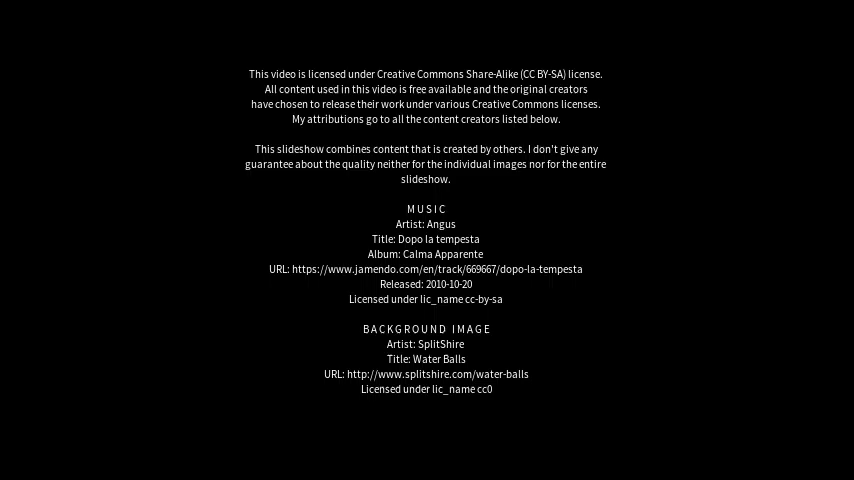 This video is licensed under Creative Commons Share-Alike (CC BY-SA) license.
All content used in this video is free available and the original creators
have chosen to release their work under various Creative Commons licenses.
My attributions go to all the content creators listed below.
This slideshow combines content that is created by others. I don't give any
guarantee about the quality neither for the individual images nor for the entire
slideshow.
MUSIC
Artist: Angus
Title: Dopo la tempesta
Album: Calma Apparente
URL: https://www.jamendo.com/en/track/669667/dopo-la-tempesta
Released: 2010-10-20
Licensed under lic_name cc-by-sa
BACKGROUND IMAGE
Artist: SplitShire
Title: Water Balls
URL: http://www.splitshire.com/water-balls
Licensed under lic_name cc0